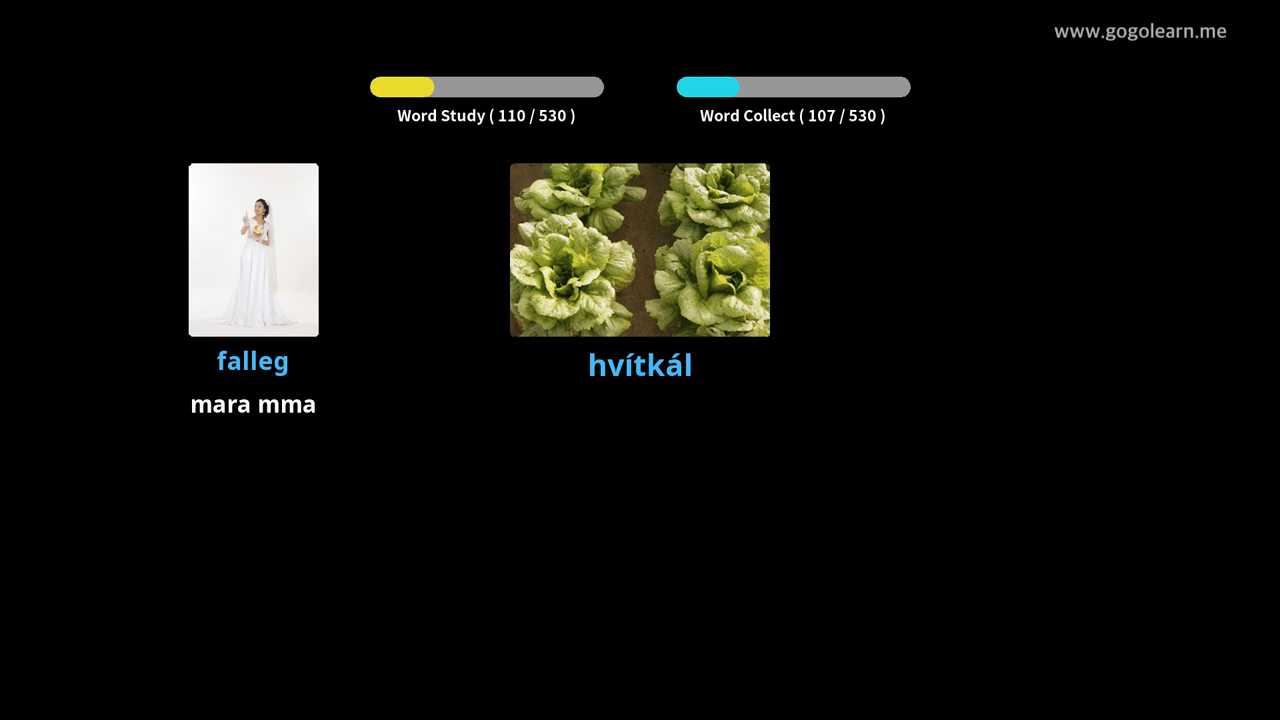 www.gogolearn.me
Word Study ( 110 / 530 )
Word Collect ( 107 / 530 )
falleg
mara mma
hvítkál